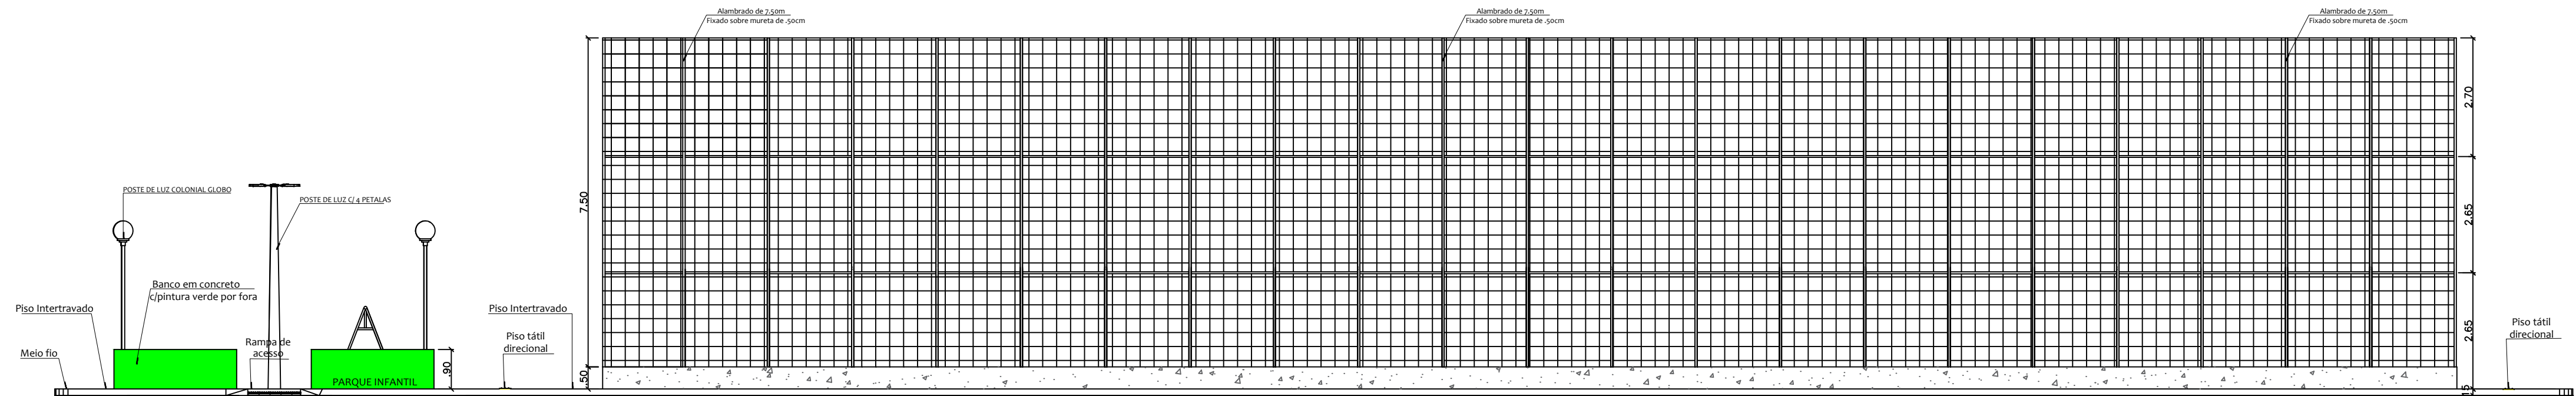 Alambrado de 7.50m
Fixado sobre mureta de .50cm
Alambrado de 7.50m
Fixado sobre mureta de .50cm
Alambrado de 7.50m
Fixado sobre mureta de .50cm
2.70
POSTE DE LUZ COLONIAL GLOBO
POSTE DE LUZ C/ 4 PETALAS
7.50
2.65
Banco em concreto
c/pintura verde por fora
Piso Intertravado
Piso Intertravado
Piso tátil
direcional
Piso tátil
direcional
2.65
Meio fio
Rampa de
acesso
.90
PARQUE INFANTIL
.50
.15